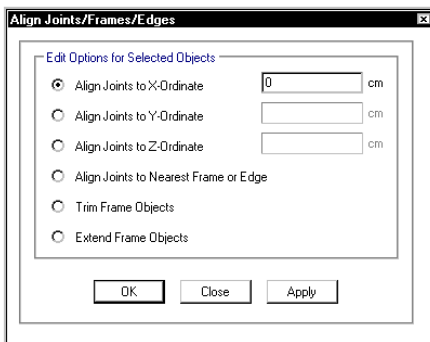 Align Joints/Frames/Edges
Edit Options for Selected Objects
Align Joints to X-Ordinate 0 cm
Align Joints to Y-Ordinate cm
Align Joints to Z-Ordinate cm
Align Joints to Nearest Frame or Edge
Trim Frame Objects
Extend Frame Objects
OK Close Apply